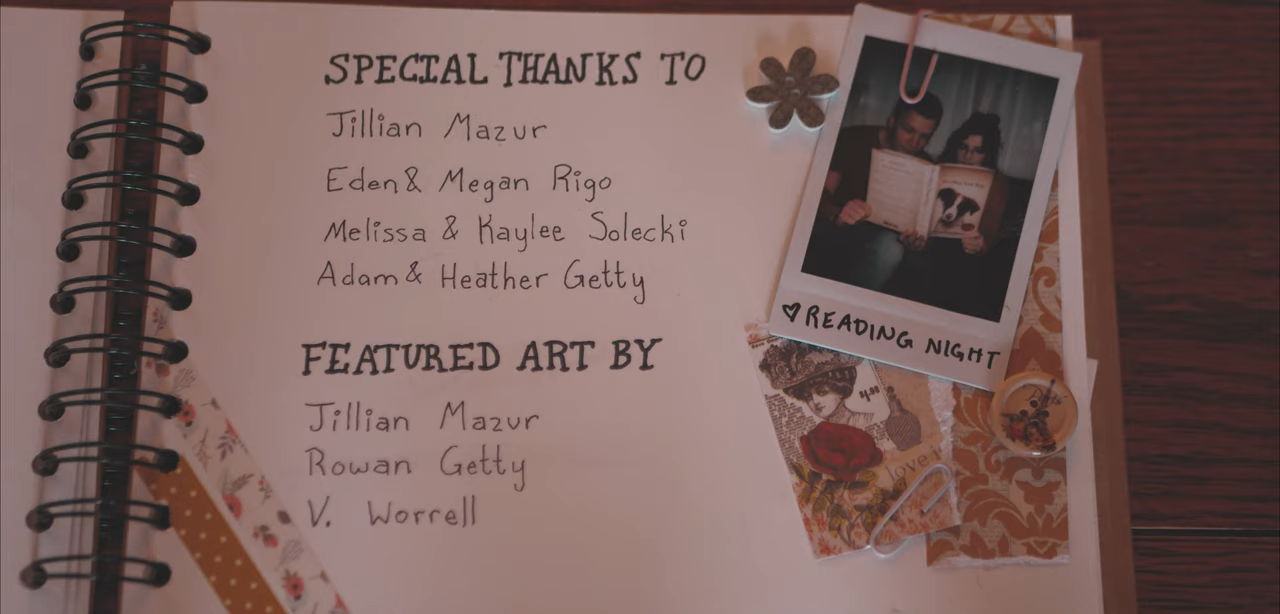 SPECIAL THANKS TO
Jillian Mazur
Eden & Megan Rigo
Melissa & Kaylee Solecki
Adam & Heather Getty
FEATURED ART BY
Jillian Mazur
Rowan Getty
V. Worrell
♡ READING NIGHT
love